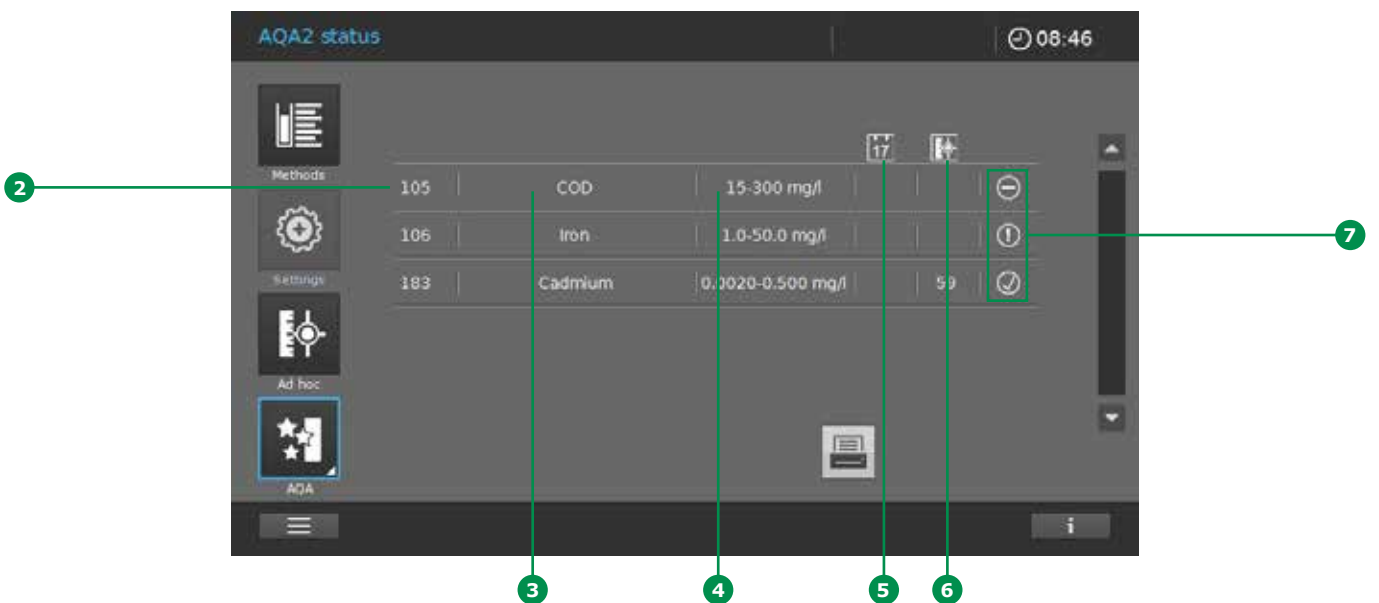 AQA2 status
08:46
17
Methods
2
105 COD 15-300 mg/l
106 Iron 1.0-50.0 mg/l
7
Settings
183 Cadmium 0.0020-0.500 mg/l 59
Ad hoc
AQA
i
3 4 5 6